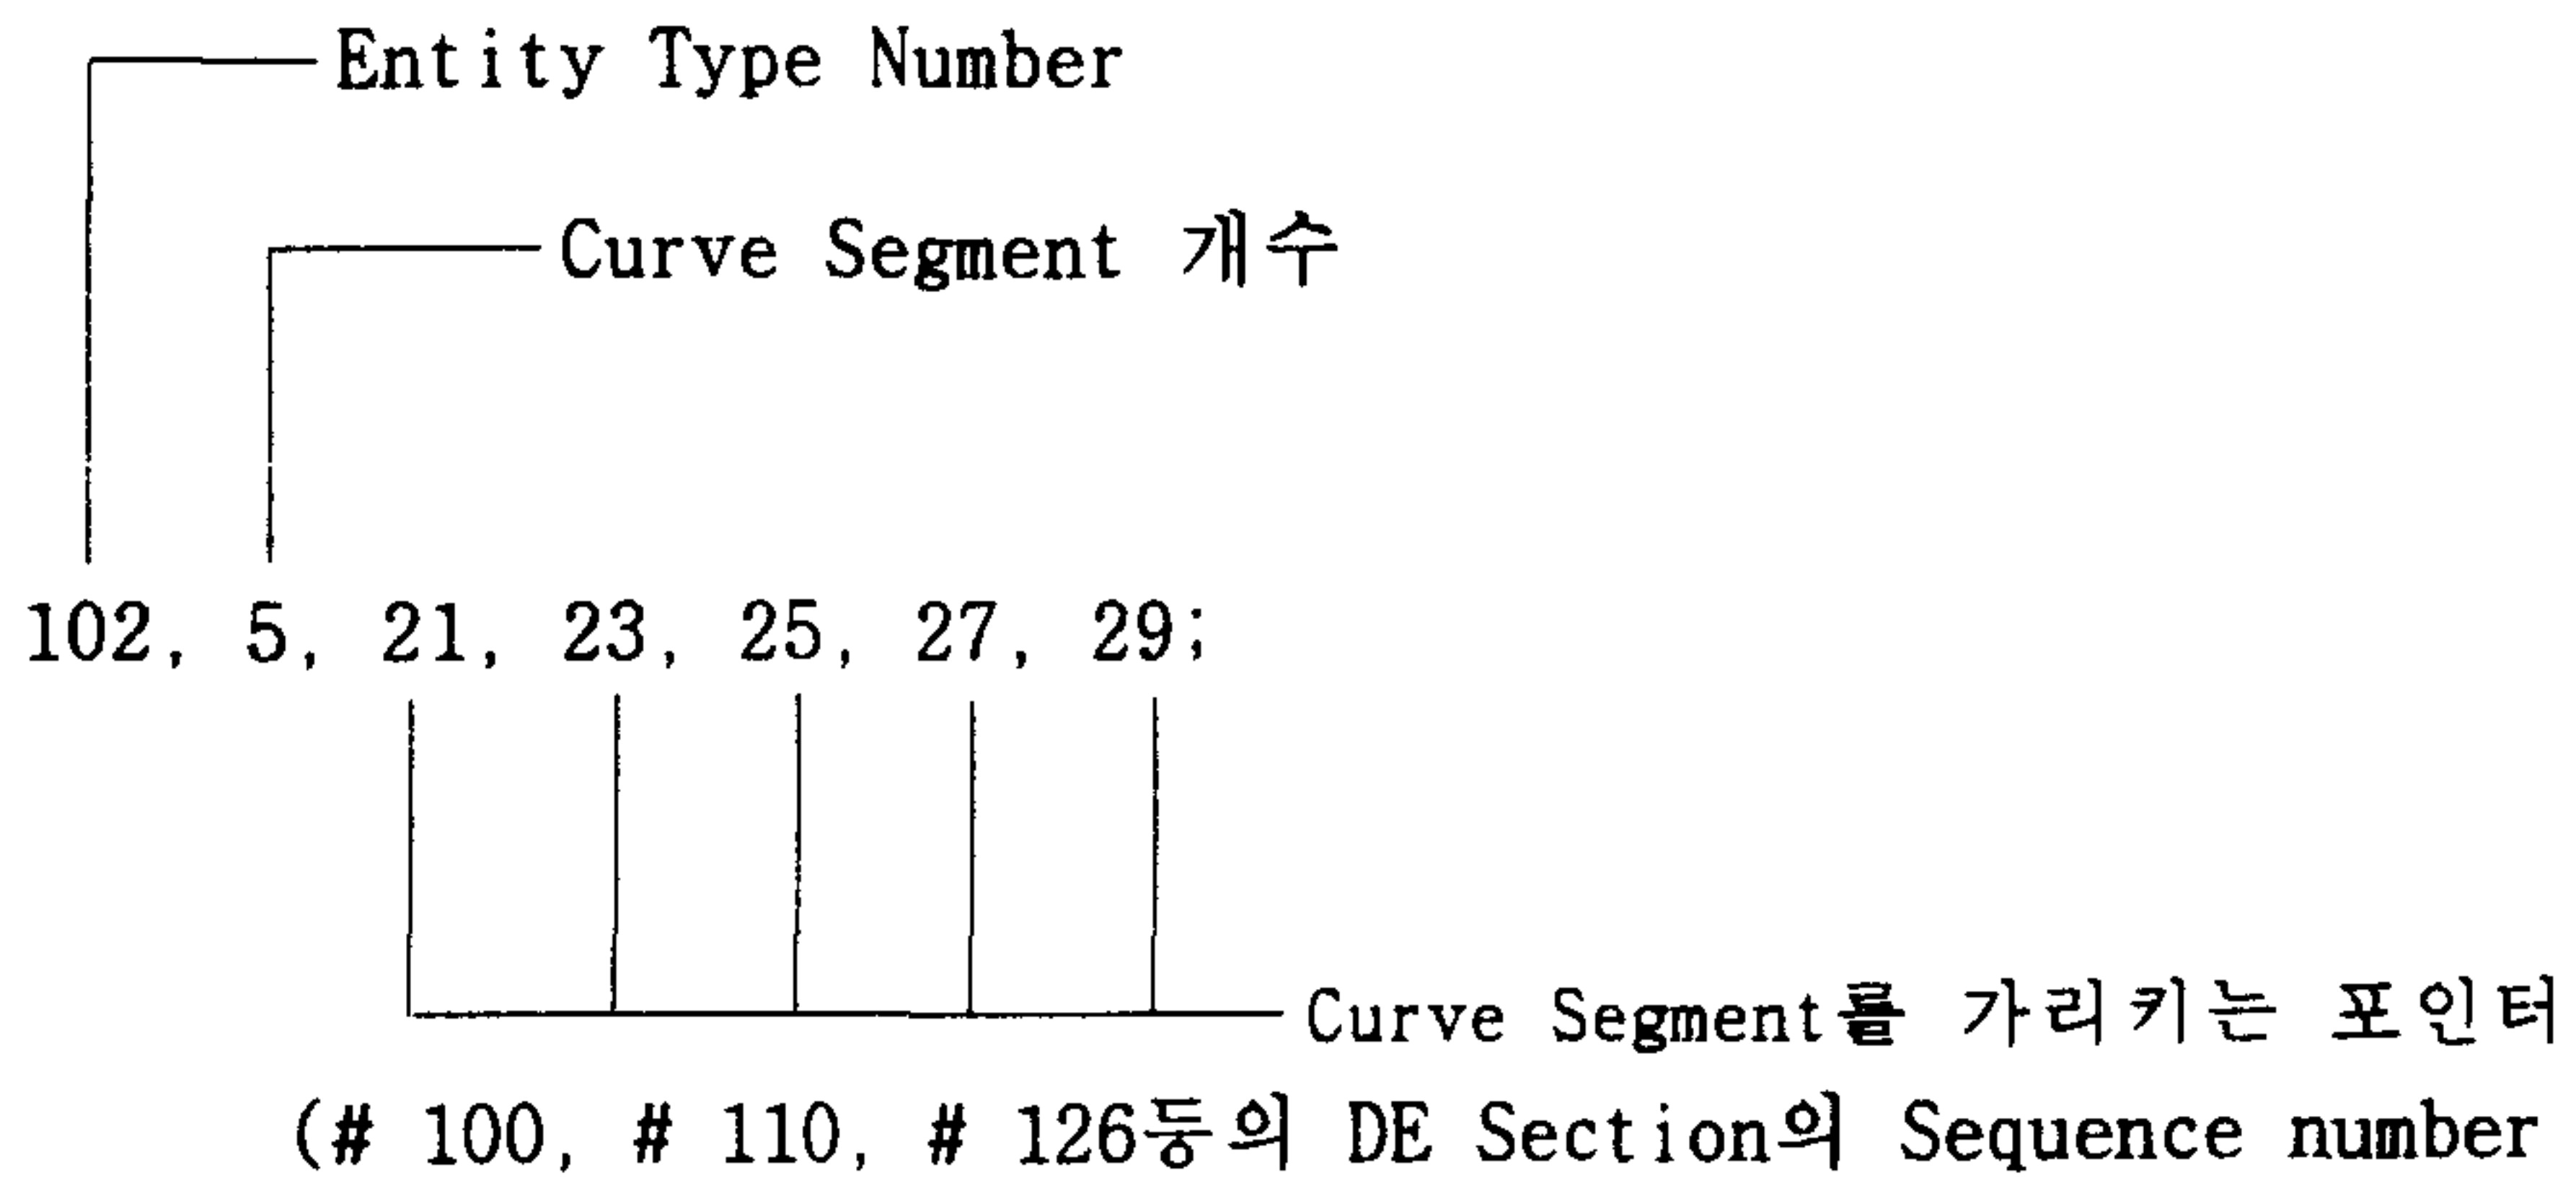 Entity Type Number
Curve Segment 개수
102, 5, 21, 23, 25, 27, 29;
Curve Segment를 가리키는 포인터
(# 100, # 110, # 126등의 DE Section의 Sequence number